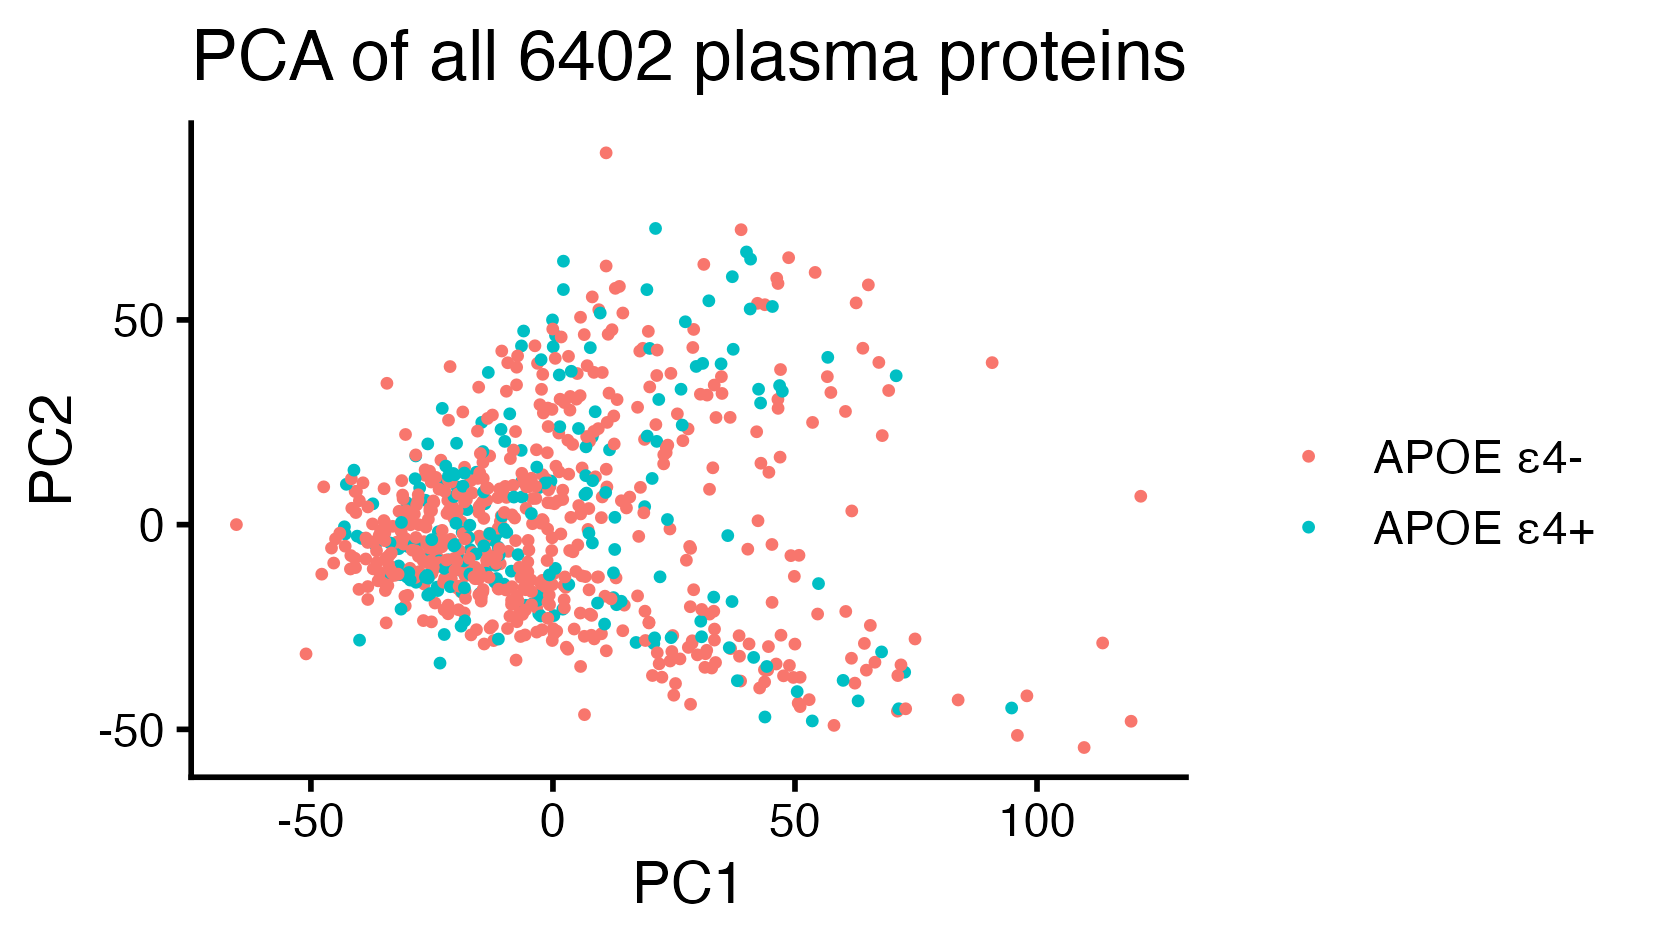 PCA of all 6402 plasma proteins
PC2
50
0
-50
-50 0 50 100
PC1
APOE ε4-
APOE ε4+